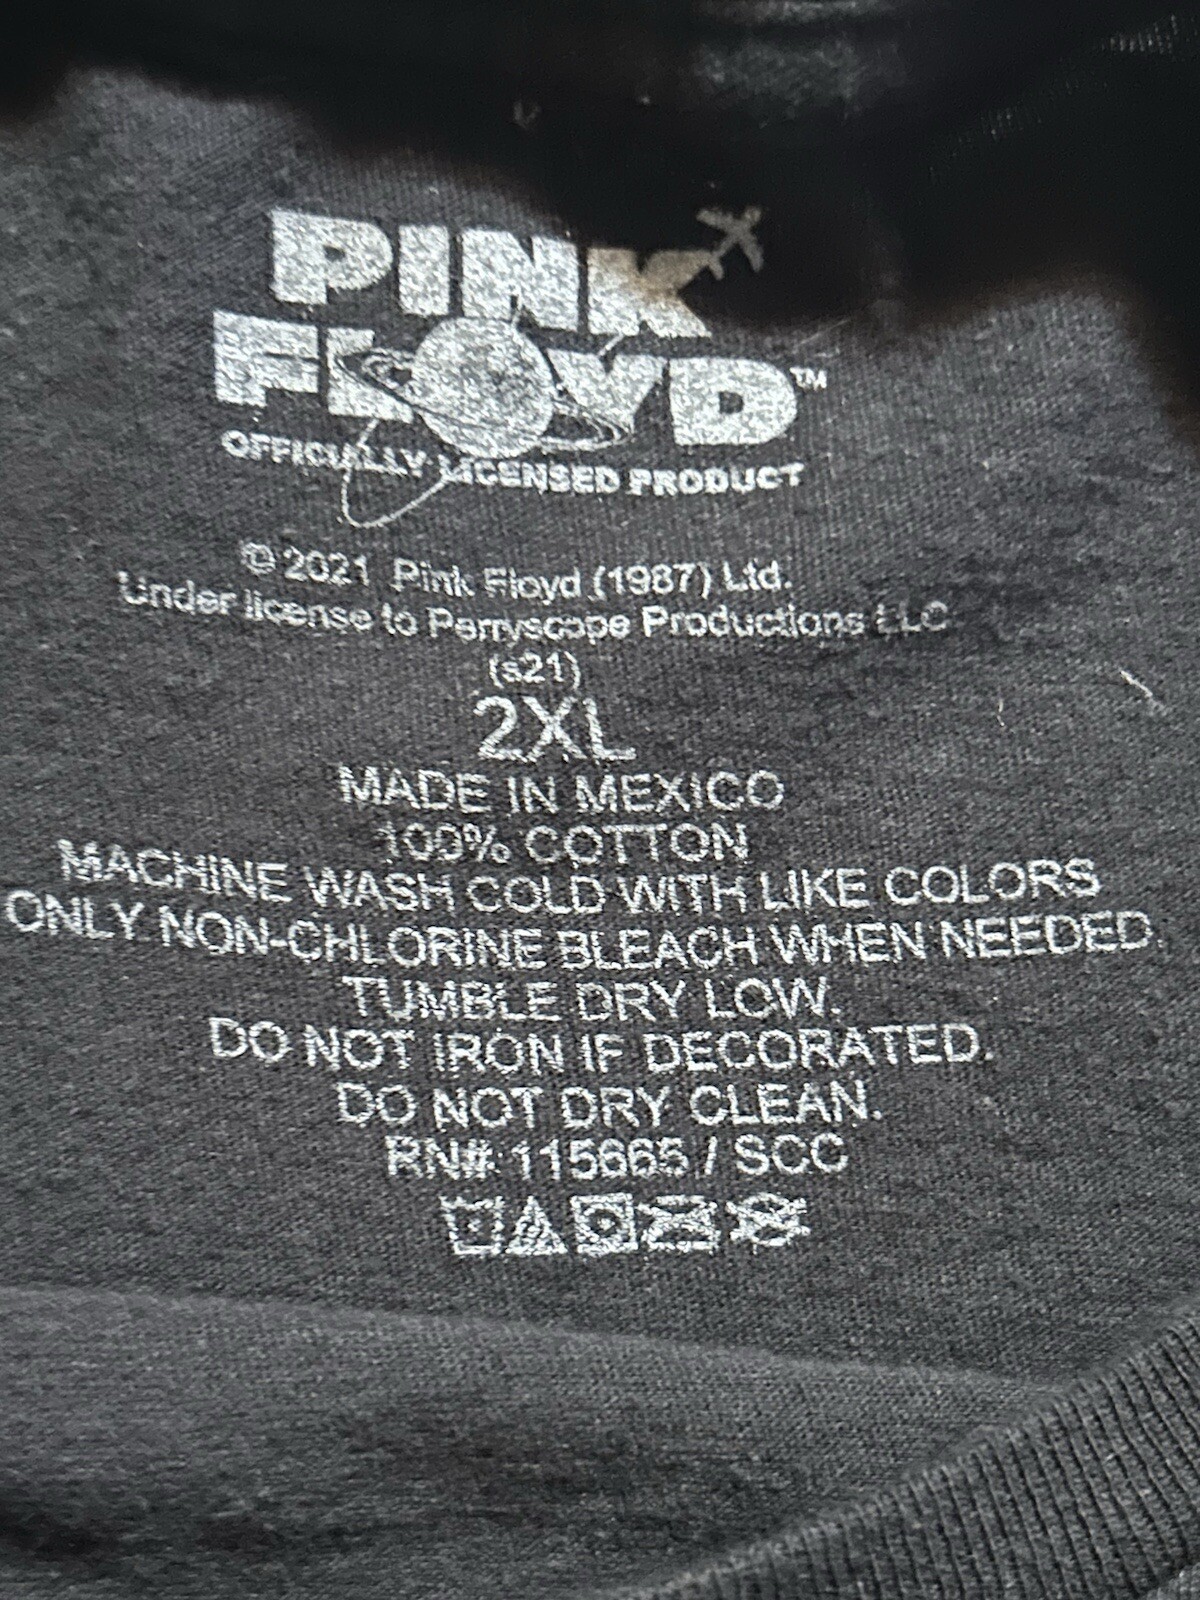 PINK
FLOYD™
OFFICIALLY LICENSED PRODUCT
© 2021 Pink Floyd (1987) Ltd.
Under license to Perryscope Productions LLC
(s21)
2XL
MADE IN MEXICO
100% COTTON
MACHINE WASH COLD WITH LIKE COLORS
ONLY NON-CHLORINE BLEACH WHEN NEEDED.
TUMBLE DRY LOW.
DO NOT IRON IF DECORATED.
DO NOT DRY CLEAN.
RN#: 115665 / SCC